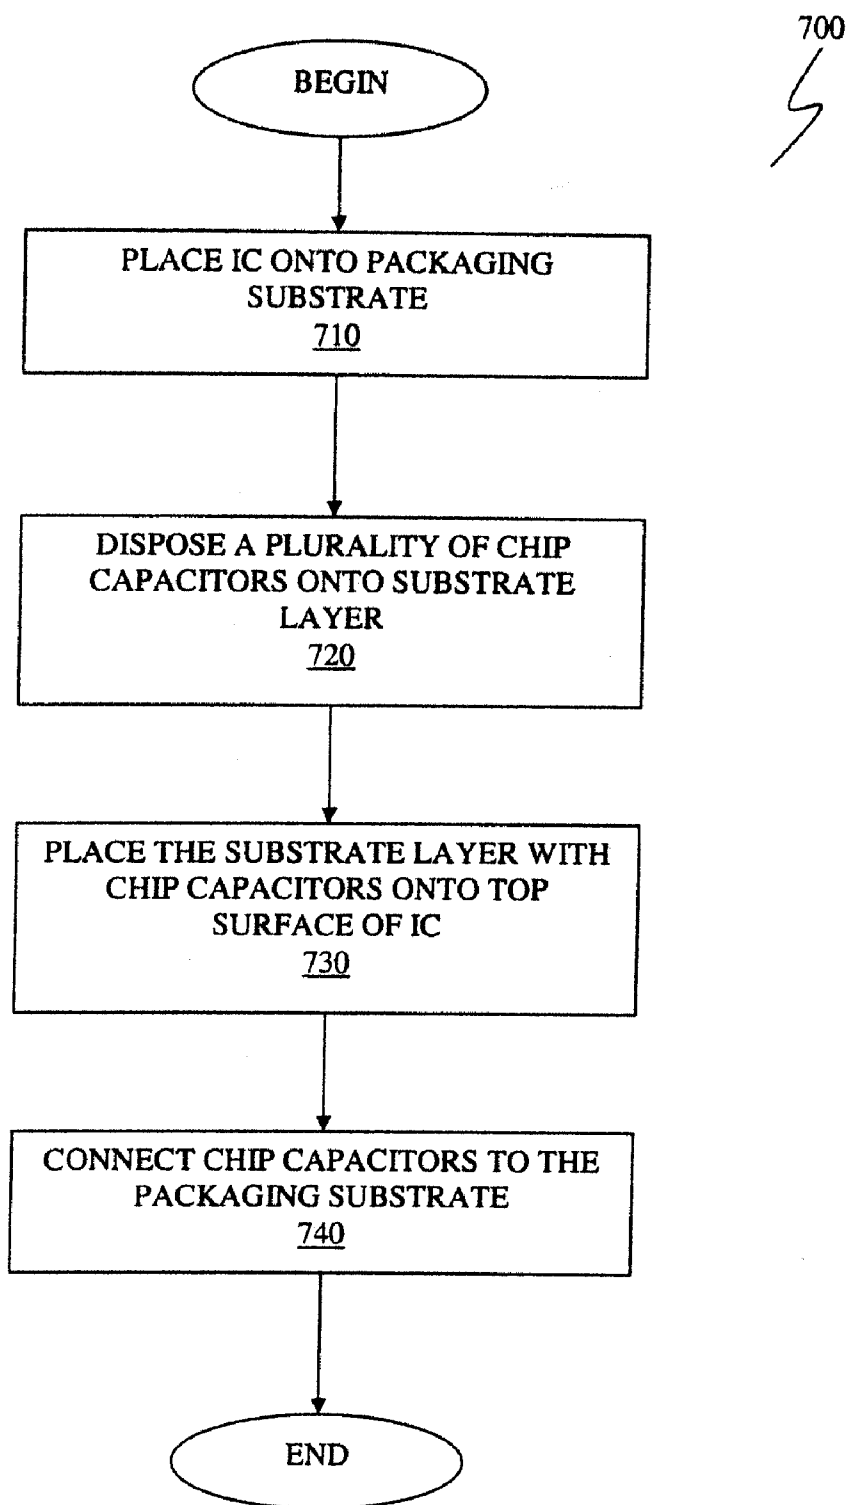 700
BEGIN
PLACE IC ONTO PACKAGING
SUBSTRATE
710
DISPOSE A PLURALITY OF CHIP
CAPACITORS ONTO SUBSTRATE
LAYER
720
PLACE THE SUBSTRATE LAYER WITH
CHIP CAPACITORS ONTO TOP
SURFACE OF IC
730
CONNECT CHIP CAPACITORS TO THE
PACKAGING SUBSTRATE
740
END